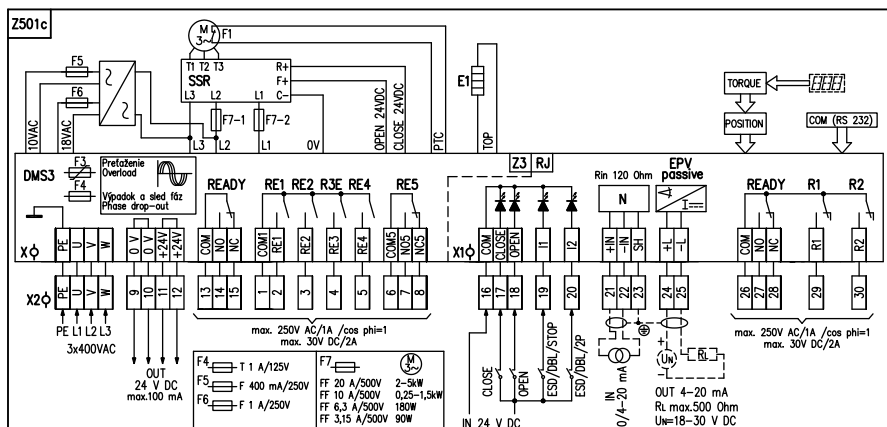 Z501c
M
3~
F1
T1 T2 T3
SSR
R+
F+
C-
L3 L2 L1
F5
F6
F7-1
F7-2
E1
TORQUE
POSITION
COM (RS 232)
10VAC
18VAC
L3 L2 L1 0V
OPEN 24VDC
CLOSE 24VDC
PTC
TOP
DMS3
F3
F4
Preťaženie
Overload
Výpadok a sled fáz
Phase drop-out
READY
RE1 RE2 R3E RE4
RE5
Z3 RJ
Rin 120 Ohm
N
EPV
passive
I
READY R1 R2
X
PE U V W
0 V
0 V
+24V
+24V
COM NO NC
COM1 RE1 RE2 RE3 RE4
COM5 NO5 NC5
X1
COM CLOSE OPEN I1 I2
+IN -IN SH
+L -L
COM NO NC R1 R2
X2
PE U V W
9 10 11 12
13 14 15
1 2 3 4 5
6 7 8
16 17 18 19 20
21 22 23
24 25
26 27 28 29 30
PE L1 L2 L3
3x400VAC
OUT
24 V DC
max.100 mA
max. 250V AC/1A /cos phi=1
max. 30V DC/2A
F4 T 1 A/125V
F5 F 400 mA/250V
F6 F 1 A/250V
F7
M
3~
FF 20 A/500V 2-5kW
FF 10 A/500V 0,25-1,5kW
FF 6,3 A/500V 180W
FF 3,15 A/500V 90W
CLOSE
OPEN
ESD/DBL/STOP
ESD/DBL/2P
IN 24 V DC
IN
0/4-20 mA
+
UN
-
RL
OUT 4-20 mA
RL max.500 Ohm
UN=18-30 V DC
max. 250V AC/1A /cos phi=1
max. 30V DC/2A